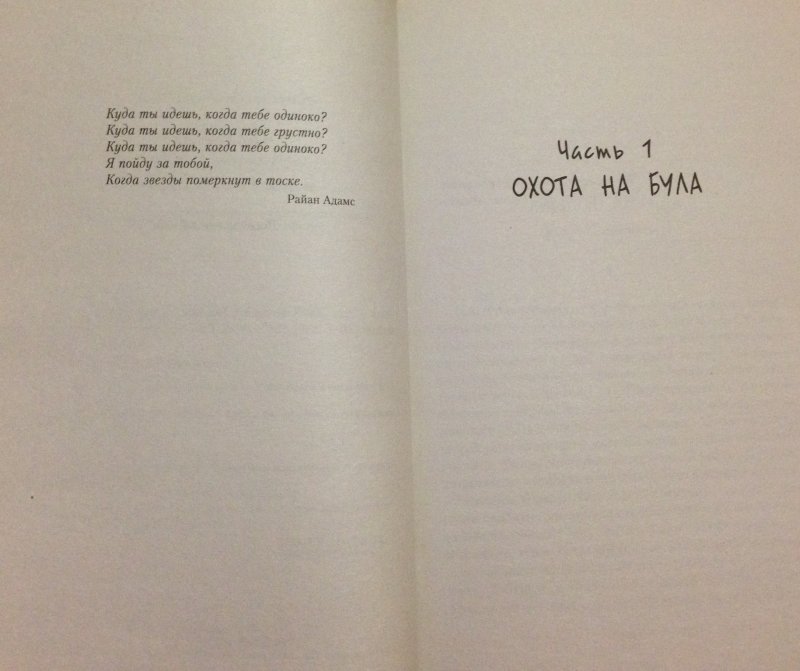 Куда ты идешь, когда тебе одиноко?
Куда ты идешь, когда тебе грустно?
Куда ты идешь, когда тебе одиноко?
Я пойду за тобой,
Когда звезды померкнут в тоске.
Райан Адамс
Часть 1
ОХОТА НА БУЛА